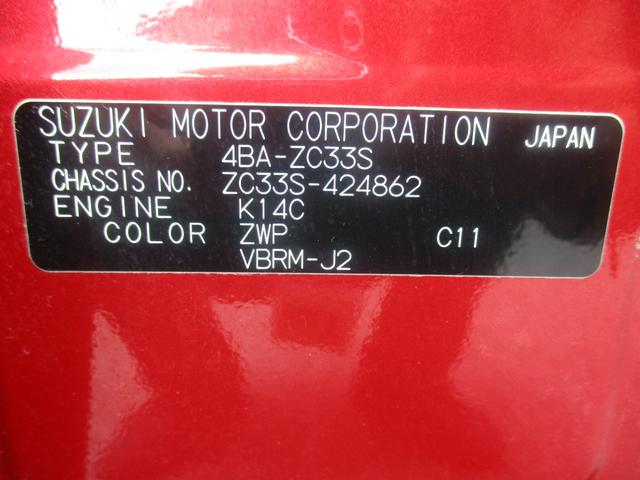 SUZUKI MOTOR CORPORATION JAPAN
TYPE 4BA-ZC33S
CHASSIS NO. ZC33S-424862
ENGINE K14C
COLOR ZWP C11
VBRM-J2